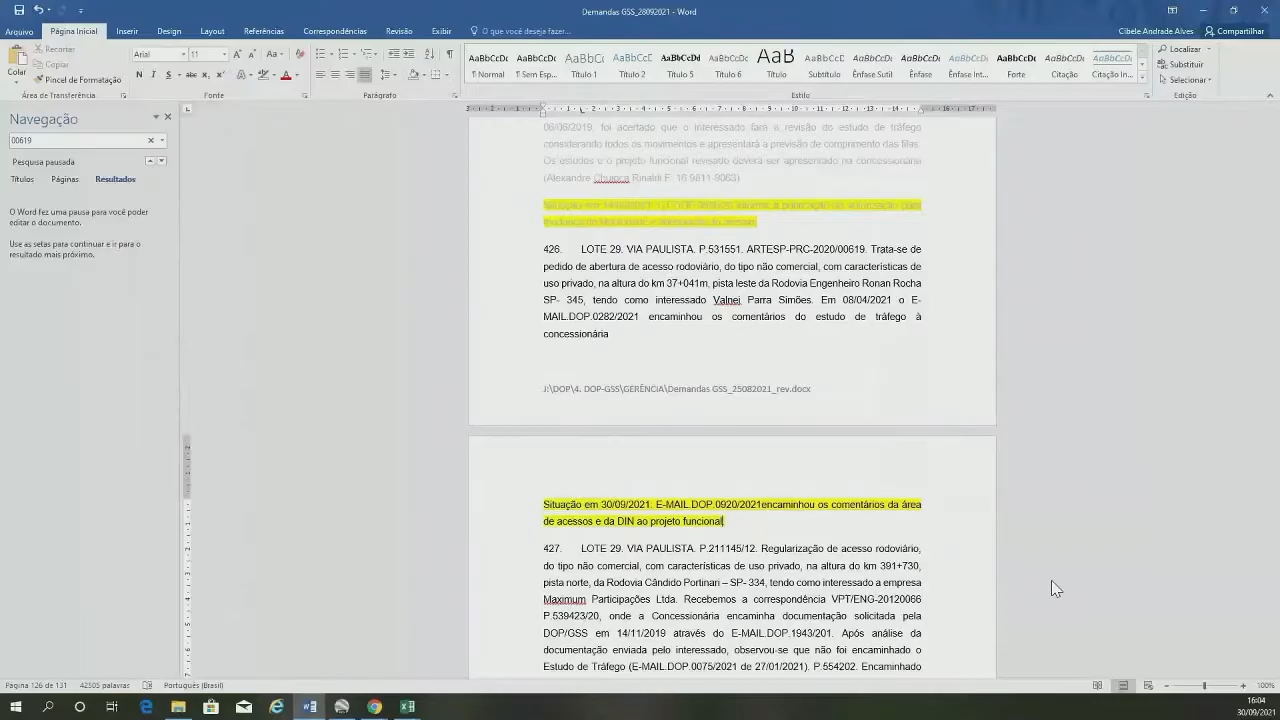 Demandas GSS_28092021 - Word
Cibele Andrade Alves
Compartilhar
Arquivo
Página Inicial
Inserir
Design
Layout
Referências
Correspondências
Revisão
Exibir
O que você deseja fazer...
Colar
Recortar
Copiar
Pincel de Formatação
Área de Transferência
Arial
11
Fonte
Parágrafo
AaBbCcDc
¶ Normal
¶ Sem Esp...
Título 1
Título 2
Título 5
Título 6
Título
Subtítulo
Ênfase Sutil
Ênfase
Ênfase Int...
Forte
Citação
Citação In...
Estilo
Localizar
Substituir
Selecionar
Edição
Navegação
00619
Pesquisa pausada
Títulos
Páginas
Resultados
O Word fez uma pausa para você poder
editar o documento.
Use as setas para continuar e ir para o
resultado mais próximo.
06/06/2019, foi acertado que o interessado fará a revisão do estudo de tráfego
considerando todos os movimentos e apresentará a previsão de comprimento das filas.
Os estudos e o projeto funcional revisado deverá ser apresentado na concessionária
426. LOTE 29. VIA PAULISTA. P 531551. ARTESP-PRC-2020/00619. Trata-se de
pedido de abertura de acesso rodoviário, do tipo não comercial, com características de
uso privado, na altura do km 37+041m, pista leste da Rodovia Engenheiro Ronan Rocha
SP- 345, tendo como interessado Valnei Parra Simões. Em 08/04/2021 o E-
MAIL.DOP.0282/2021 encaminhou os comentários do estudo de tráfego à
concessionária
I:\DOP\4. DOP-GSS\GERÊNCIA\Demandas GSS_25082021_rev.docx
Situação em 30/09/2021: E-MAIL.DOP.0920/2021encaminhou os comentários da área
de acessos e da DIN ao projeto funcional
427. LOTE 29. VIA PAULISTA. P.211145/12. Regularização de acesso rodoviário,
do tipo não comercial, com características de uso privado, na altura do km 391+730,
pista norte, da Rodovia Cândido Portinari – SP- 334, tendo como interessado a empresa
Maximum Participações Ltda. Recebemos a correspondência VPT/ENG-20120066
P.539423/20, onde a Concessionária encaminha documentação solicitada pela
DOP/GSS em 14/11/2019 através do E-MAIL.DOP.1943/201. Após análise da
documentação enviada pelo interessado, observou-se que não foi encaminhado o
Estudo de Tráfego (E-MAIL.DOP.0075/2021 de 27/01/2021). P.554202. Encaminhado
Página 126 de 131
42505 palavras
Português (Brasil)
100%
16:04
30/09/2021